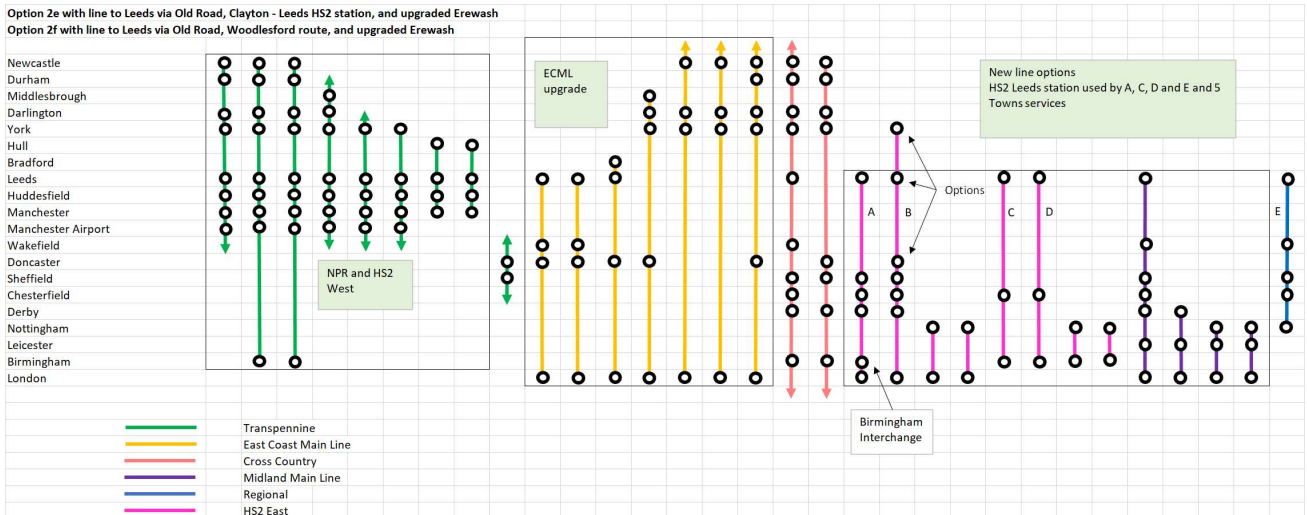 Option 2e with line to Leeds via Old Road, Clayton - Leeds HS2 station, and upgraded Erewash
Option 2f with line to Leeds via Old Road, Woodlesford route, and upgraded Erewash
Newcastle
Durham
Middlesbrough
Darlington
York
Hull
Bradford
Leeds
Huddesfield
Manchester
Manchester Airport
Wakefield
Doncaster
Sheffield
Chesterfield
Derby
Nottingham
Leicester
Birmingham
London
NPR and HS2
West
ECML
upgrade
New line options
HS2 Leeds station used by A, C, D and E and 5
Towns services
Options
A
B
C
D
E
Birmingham
Interchange
Transpennine
East Coast Main Line
Cross Country
Midland Main Line
Regional
HS2 East